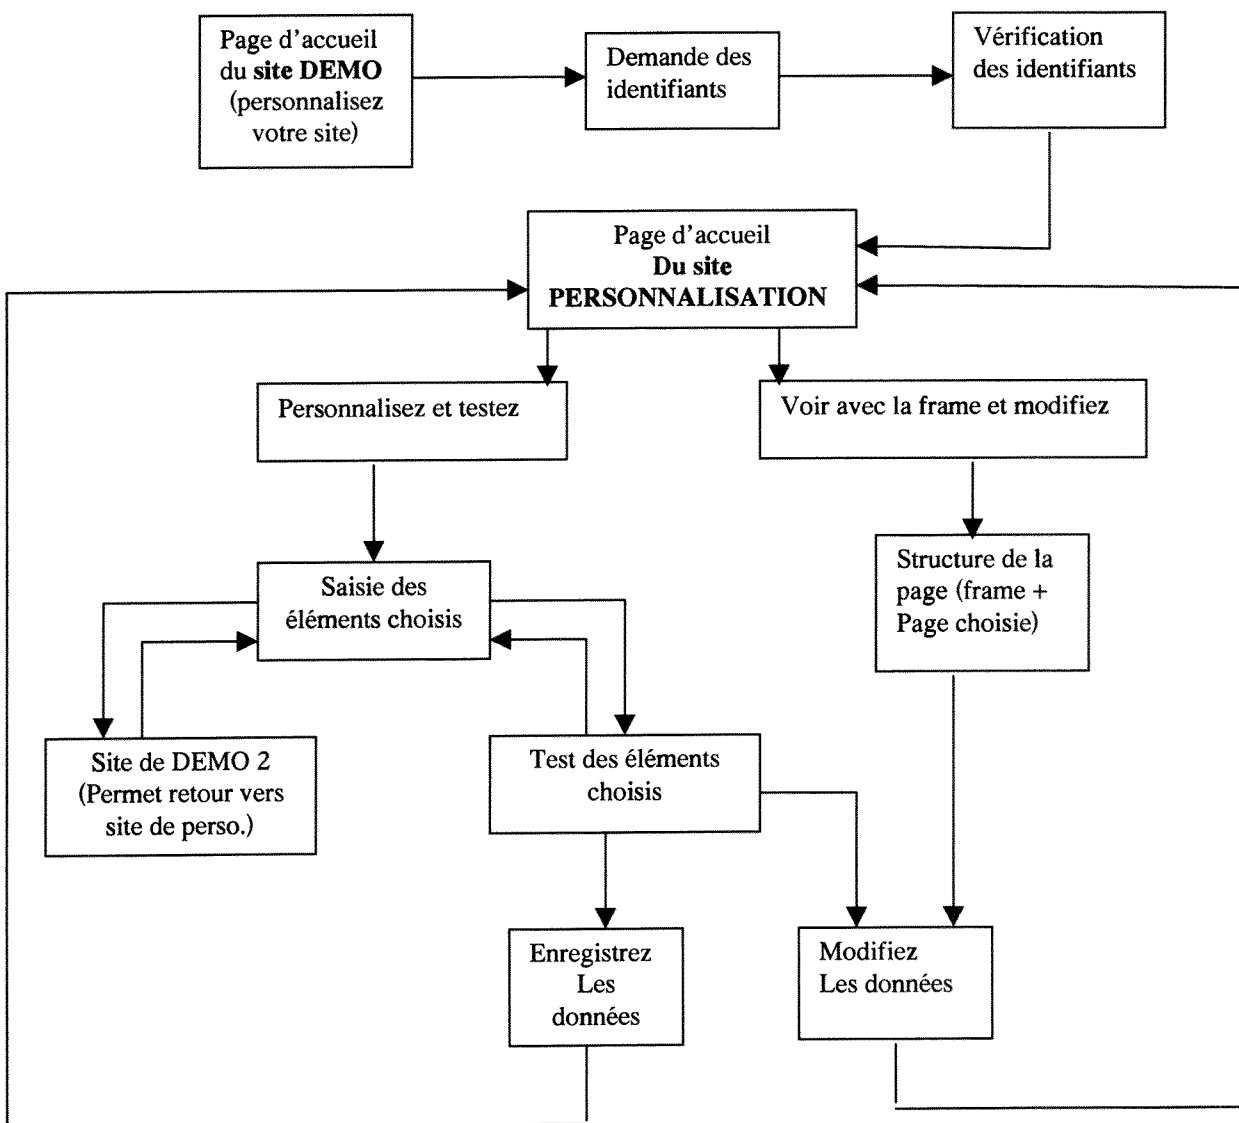 Page d'accueil
du site DEMO
(personnalisez
votre site)
Demande des
identifiants
Vérification
des identifiants
Page d'accueil
Du site
PERSONNALISATION
Personnalisez et testez
Voir avec la frame et modifiez
Saisie des
éléments choisis
Structure de la
page (frame +
Page choisie)
Site de DEMO 2
(Permet retour vers
site de perso.)
Test des éléments
choisis
Enregistrez
Les
données
Modifiez
Les données